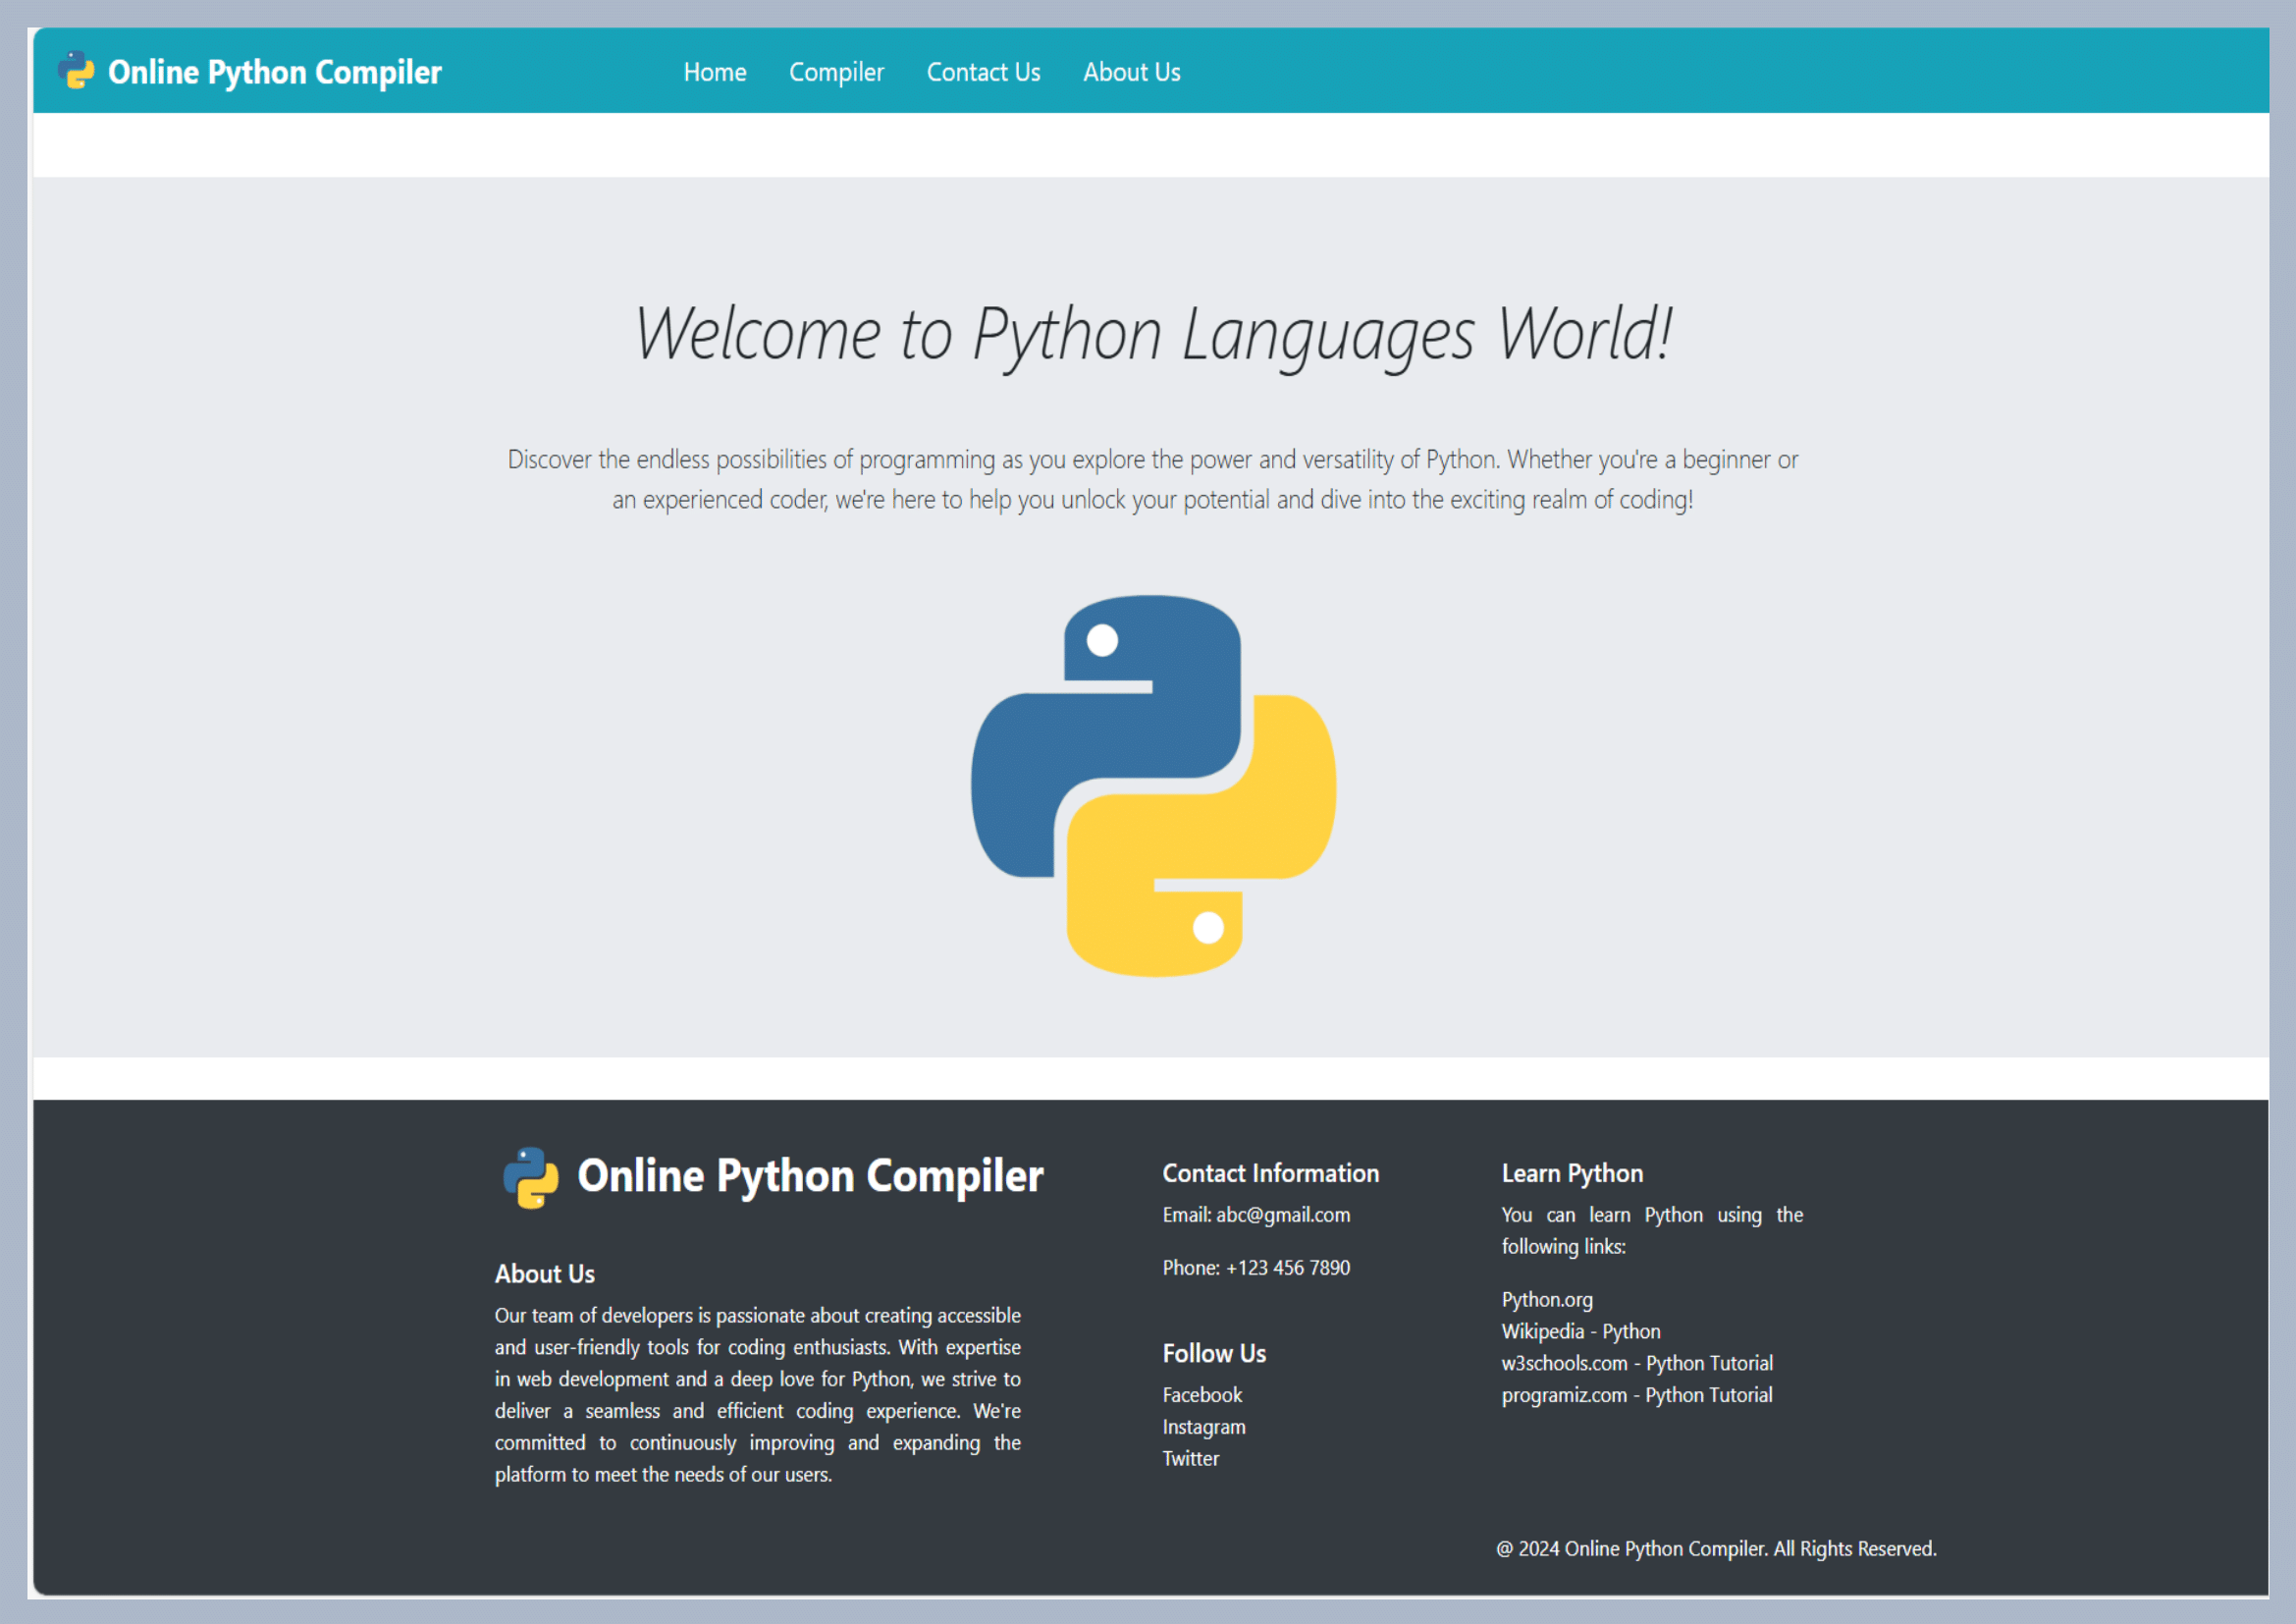 Online Python Compiler
Home
Compiler
Contact Us
About Us
Welcome to Python Languages World!
Discover the endless possibilities of programming as you explore the power and versatility of Python. Whether you're a beginner or
an experienced coder, we're here to help you unlock your potential and dive into the exciting realm of coding!
Online Python Compiler
About Us
Our team of developers is passionate about creating accessible
and user-friendly tools for coding enthusiasts. With expertise
in web development and a deep love for Python, we strive to
deliver a seamless and efficient coding experience. We're
committed to continuously improving and expanding the
platform to meet the needs of our users.
Contact Information
Email: abc@gmail.com
Phone: +123 456 7890
Follow Us
Facebook
Instagram
Twitter
Learn Python
You can learn Python using the
following links:
Python.org
Wikipedia - Python
w3schools.com - Python Tutorial
programiz.com - Python Tutorial
@ 2024 Online Python Compiler. All Rights Reserved.